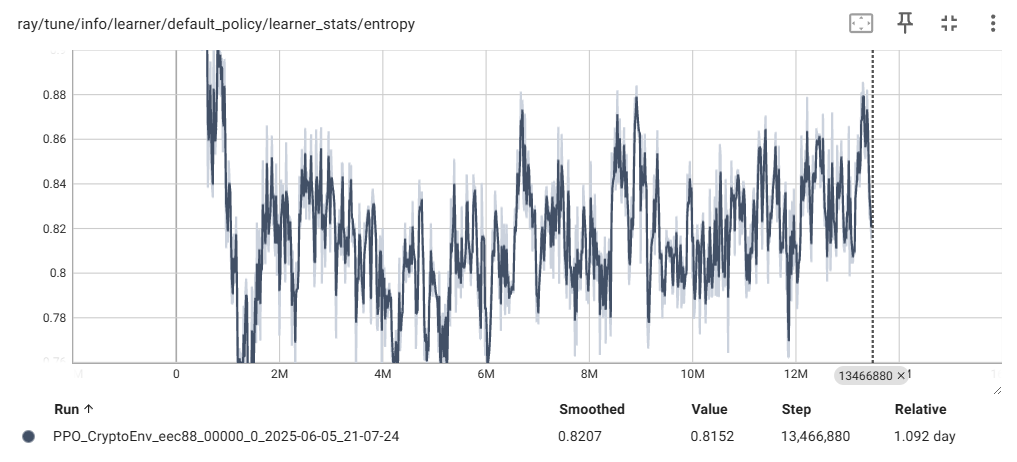 ray/tune/info/learner/default_policy/learner_stats/entropy
0.88
0.86
0.84
0.82
0.8
0.78
0.76
0 2M 4M 6M 8M 10M 12M
13466880 ×
Run ↑ Smoothed Value Step Relative
PPO_CryptoEnv_eec88_00000_0_2025-06-05_21-07-24 0.8207 0.8152 13,466,880 1.092 day